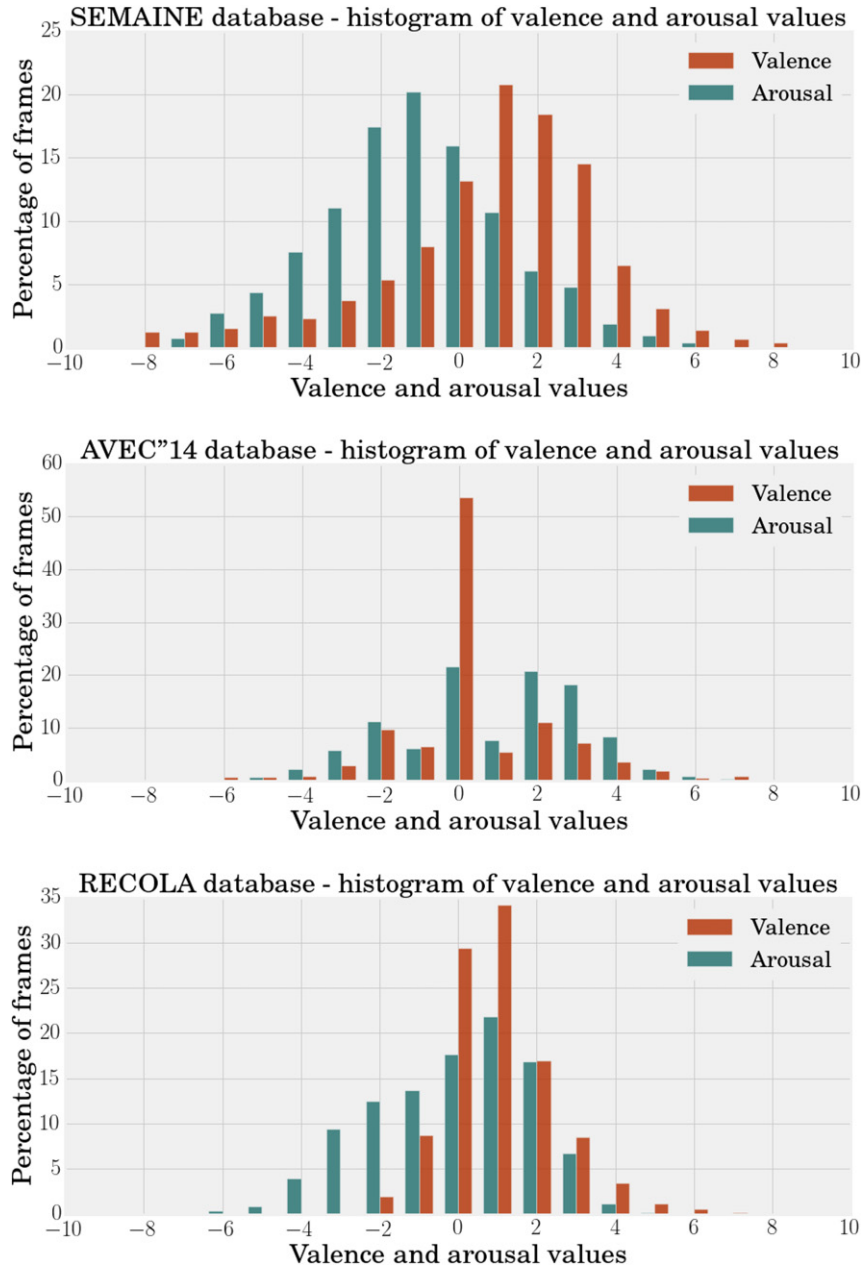 SEMAINE database - histogram of valence and arousal values
25
20
15
10
5
0
Percentage of frames
Valence
Arousal
−10 −8 −6 −4 −2 0 2 4 6 8 10
Valence and arousal values
AVEC”14 database - histogram of valence and arousal values
60
50
40
30
20
10
0
Percentage of frames
Valence
Arousal
−10 −8 −6 −4 −2 0 2 4 6 8 10
Valence and arousal values
RECOLA database - histogram of valence and arousal values
35
30
25
20
15
10
5
0
Percentage of frames
Valence
Arousal
−10 −8 −6 −4 −2 0 2 4 6 8 10
Valence and arousal values